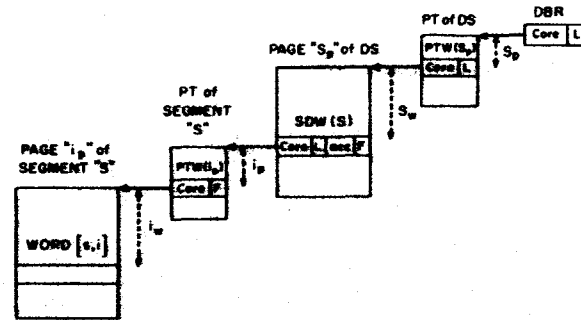 DBR
Core L
PT of DS
PTW(Sp)
Core L
Sp
PAGE "Sp" of DS
SDW(S)
Core L acc F
Sw
PT of
SEGMENT
"S"
PTW(ip)
Core F
ip
PAGE "ip" of
SEGMENT "S"
WORD [s,i]
iw